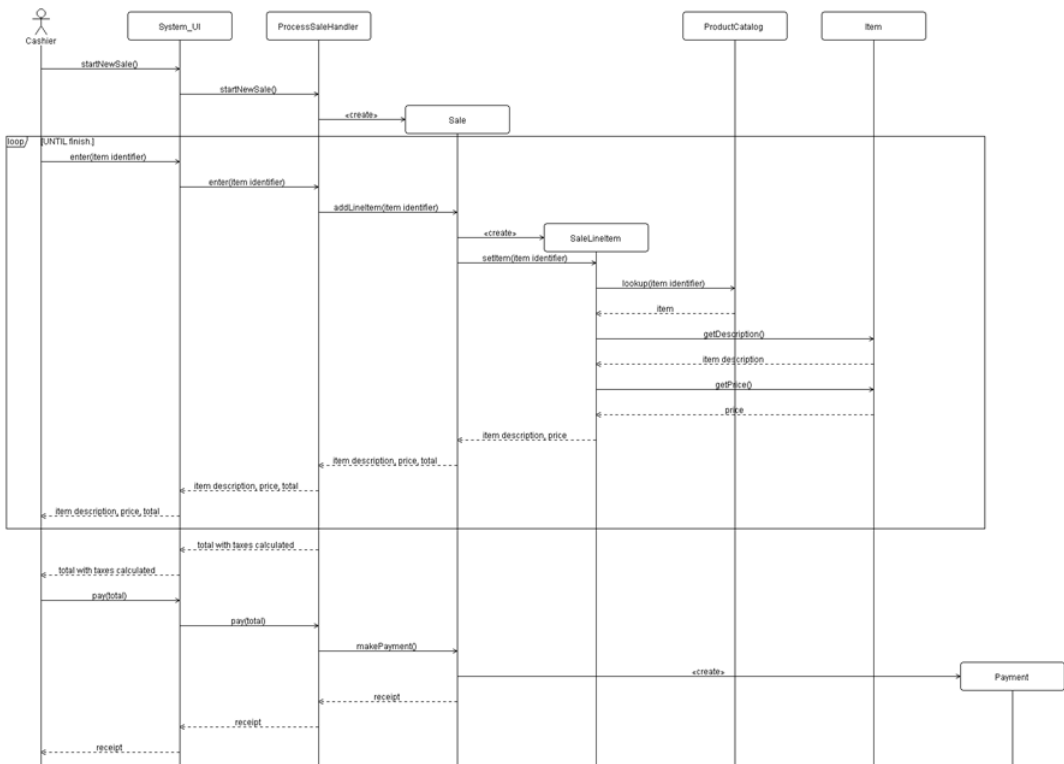 Cashier
System_UI
ProcessSaleHandler
ProductCatalog
Item
startNewSale()
startNewSale()
«create»
Sale
loop
[UNTIL finish.]
enter(item identifier)
enter(item identifier)
addLineItem(item identifier)
«create»
SaleLineItem
setItem(item identifier)
lookup(item identifier)
item
getDescription()
item description
getPrice()
price
item description, price
item description, price, total
item description, price, total
item description, price, total
total with taxes calculated
total with taxes calculated
pay(total)
pay(total)
makePayment()
«create»
Payment
receipt
receipt
receipt